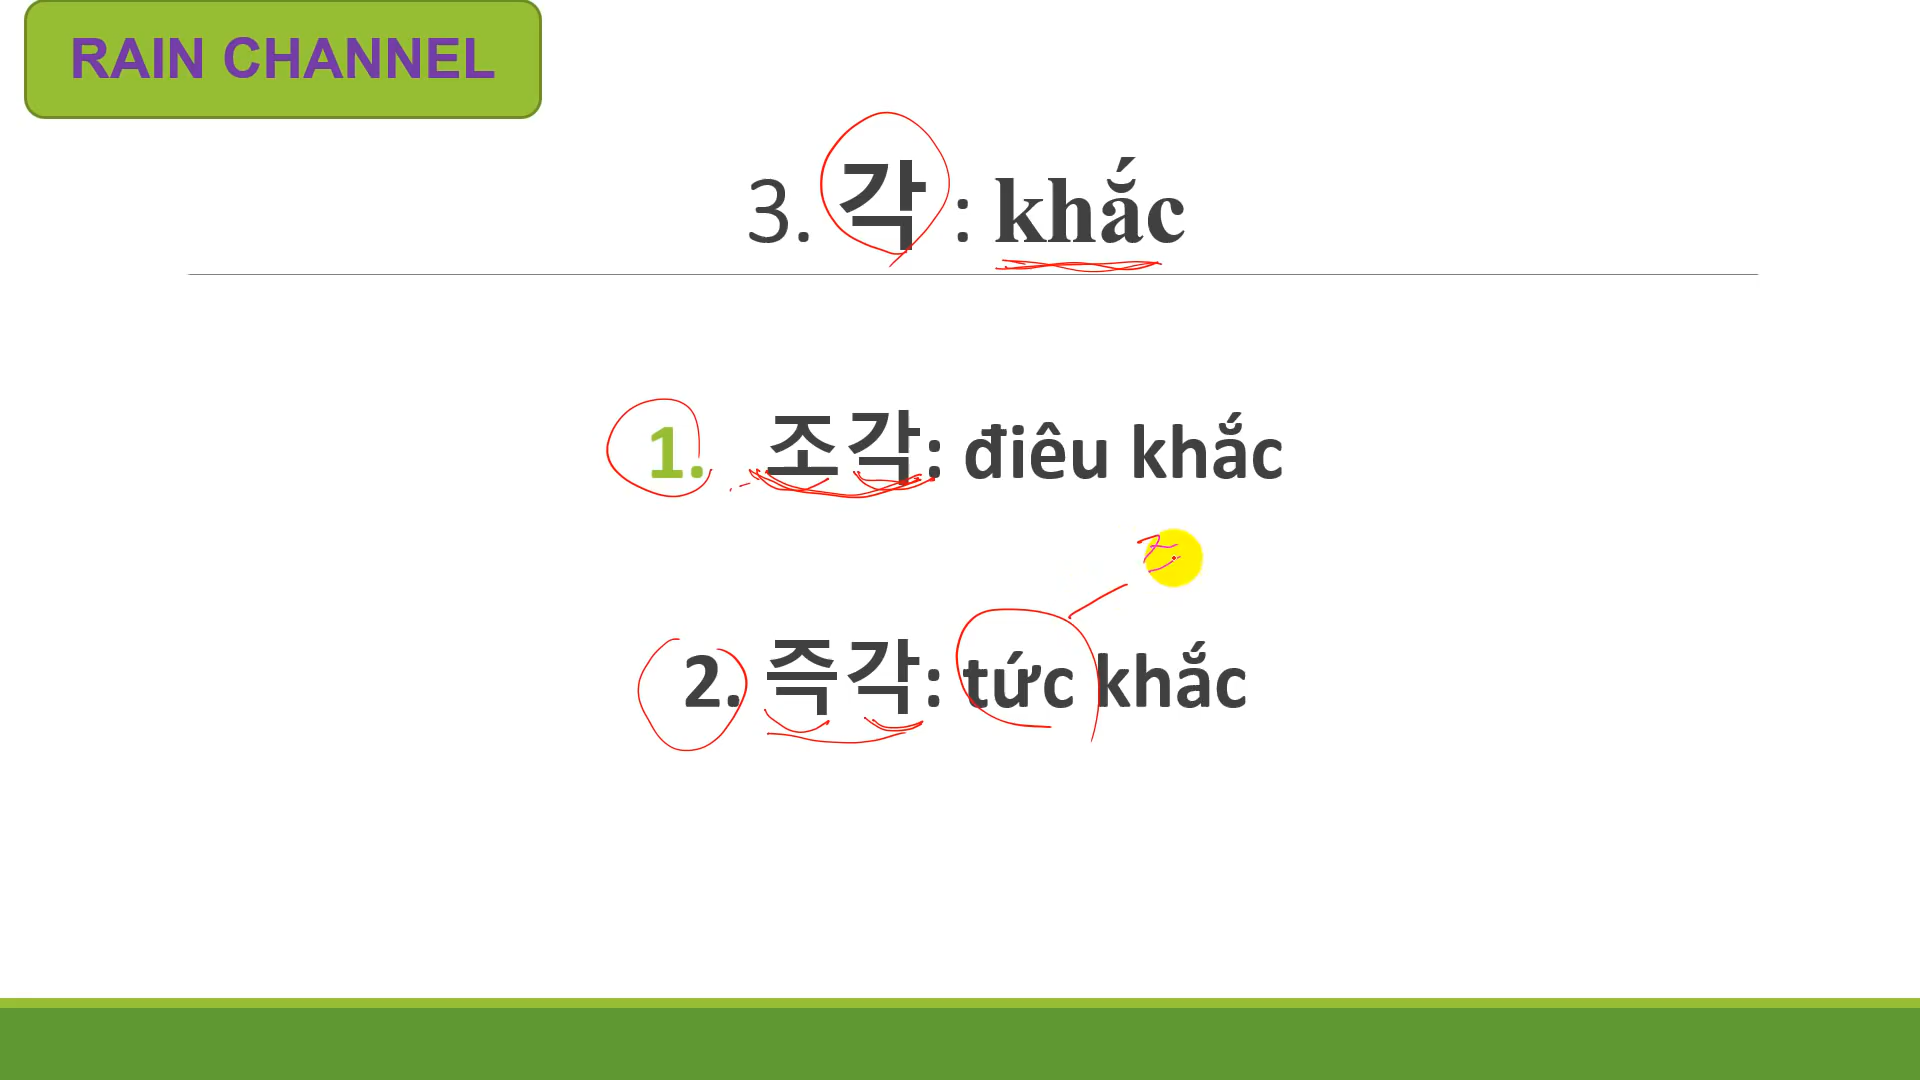 RAIN CHANNEL
3. 각 : khắc
1. 조각: điêu khắc
2. 즉각: tức khắc